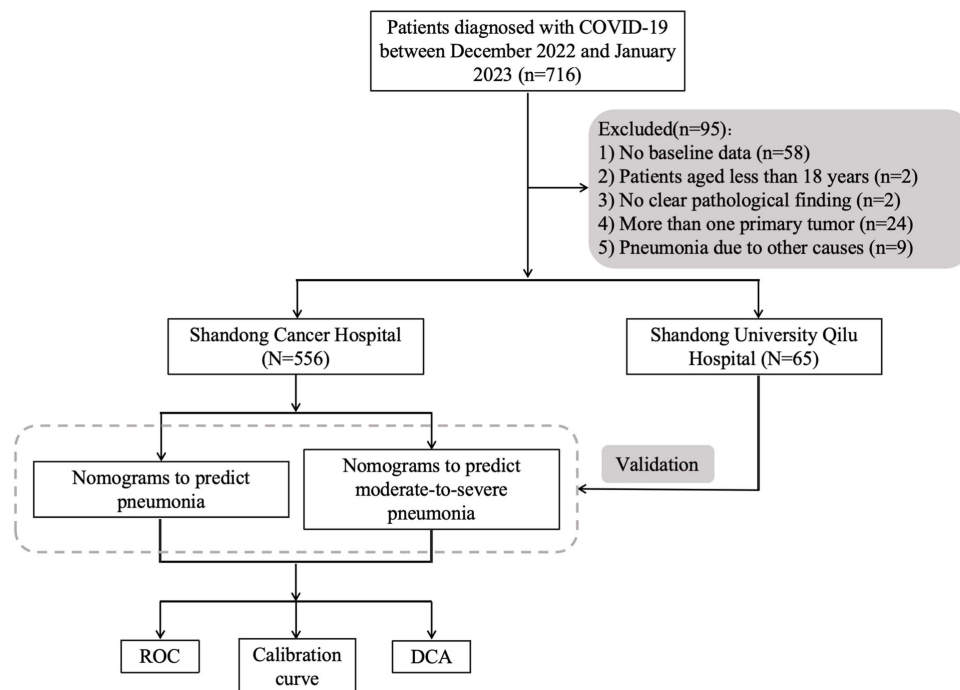 Patients diagnosed with COVID-19
between December 2022 and January
2023 (n=716)
Excluded(n=95)：
1) No baseline data (n=58)
2) Patients aged less than 18 years (n=2)
3) No clear pathological finding (n=2)
4) More than one primary tumor (n=24)
5) Pneumonia due to other causes (n=9)
Shandong Cancer Hospital
(N=556)
Shandong University Qilu
Hospital (N=65)
Nomograms to predict
pneumonia
Nomograms to predict
moderate-to-severe
pneumonia
Validation
ROC
Calibration
curve
DCA